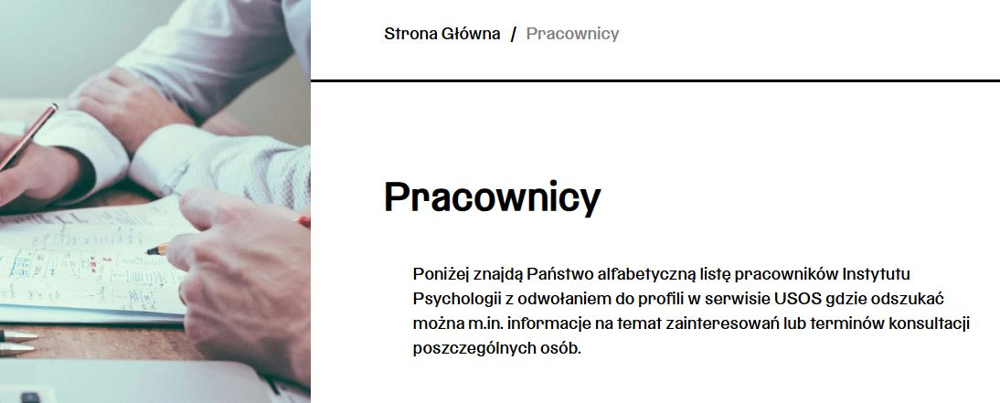 Strona Główna / Pracownicy
Pracownicy
Poniżej znajdą Państwo alfabetyczną listę pracowników Instytutu
Psychologii z odwołaniem do profili w serwisie USOS gdzie odszukać
można m.in. informacje na temat zainteresowań lub terminów konsultacji
poszczególnych osób.